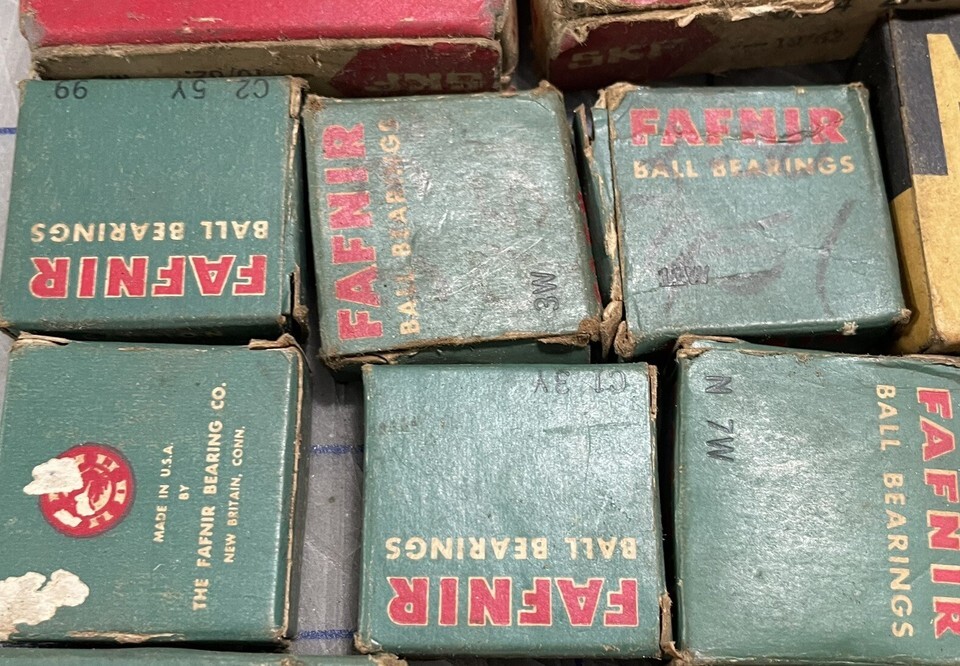 SKF
SKF
C2 5Y
99
FAFNIR
BALL BEARINGS
FAFNIR
BALL BEARINGS
3W
FAFNIR
BALL BEARINGS
MADE IN U.S.A.
BY
THE FAFNIR BEARING CO.
NEW BRITAIN, CONN.
C1 3Y
FAFNIR
BALL BEARINGS
M 7W
FAFNIR
BALL BEARINGS